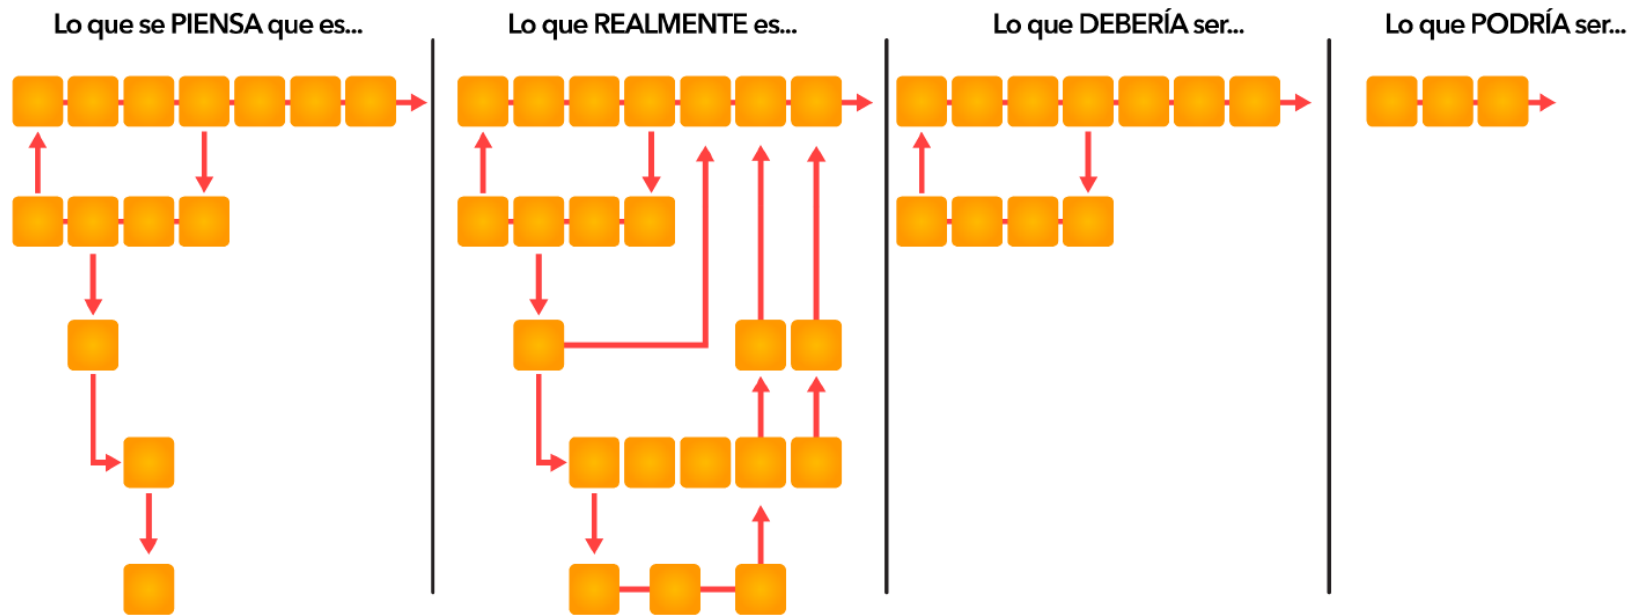 Lo que se PIENSA que es...
Lo que REALMENTE es...
Lo que DEBERÍA ser...
Lo que PODRÍA ser...